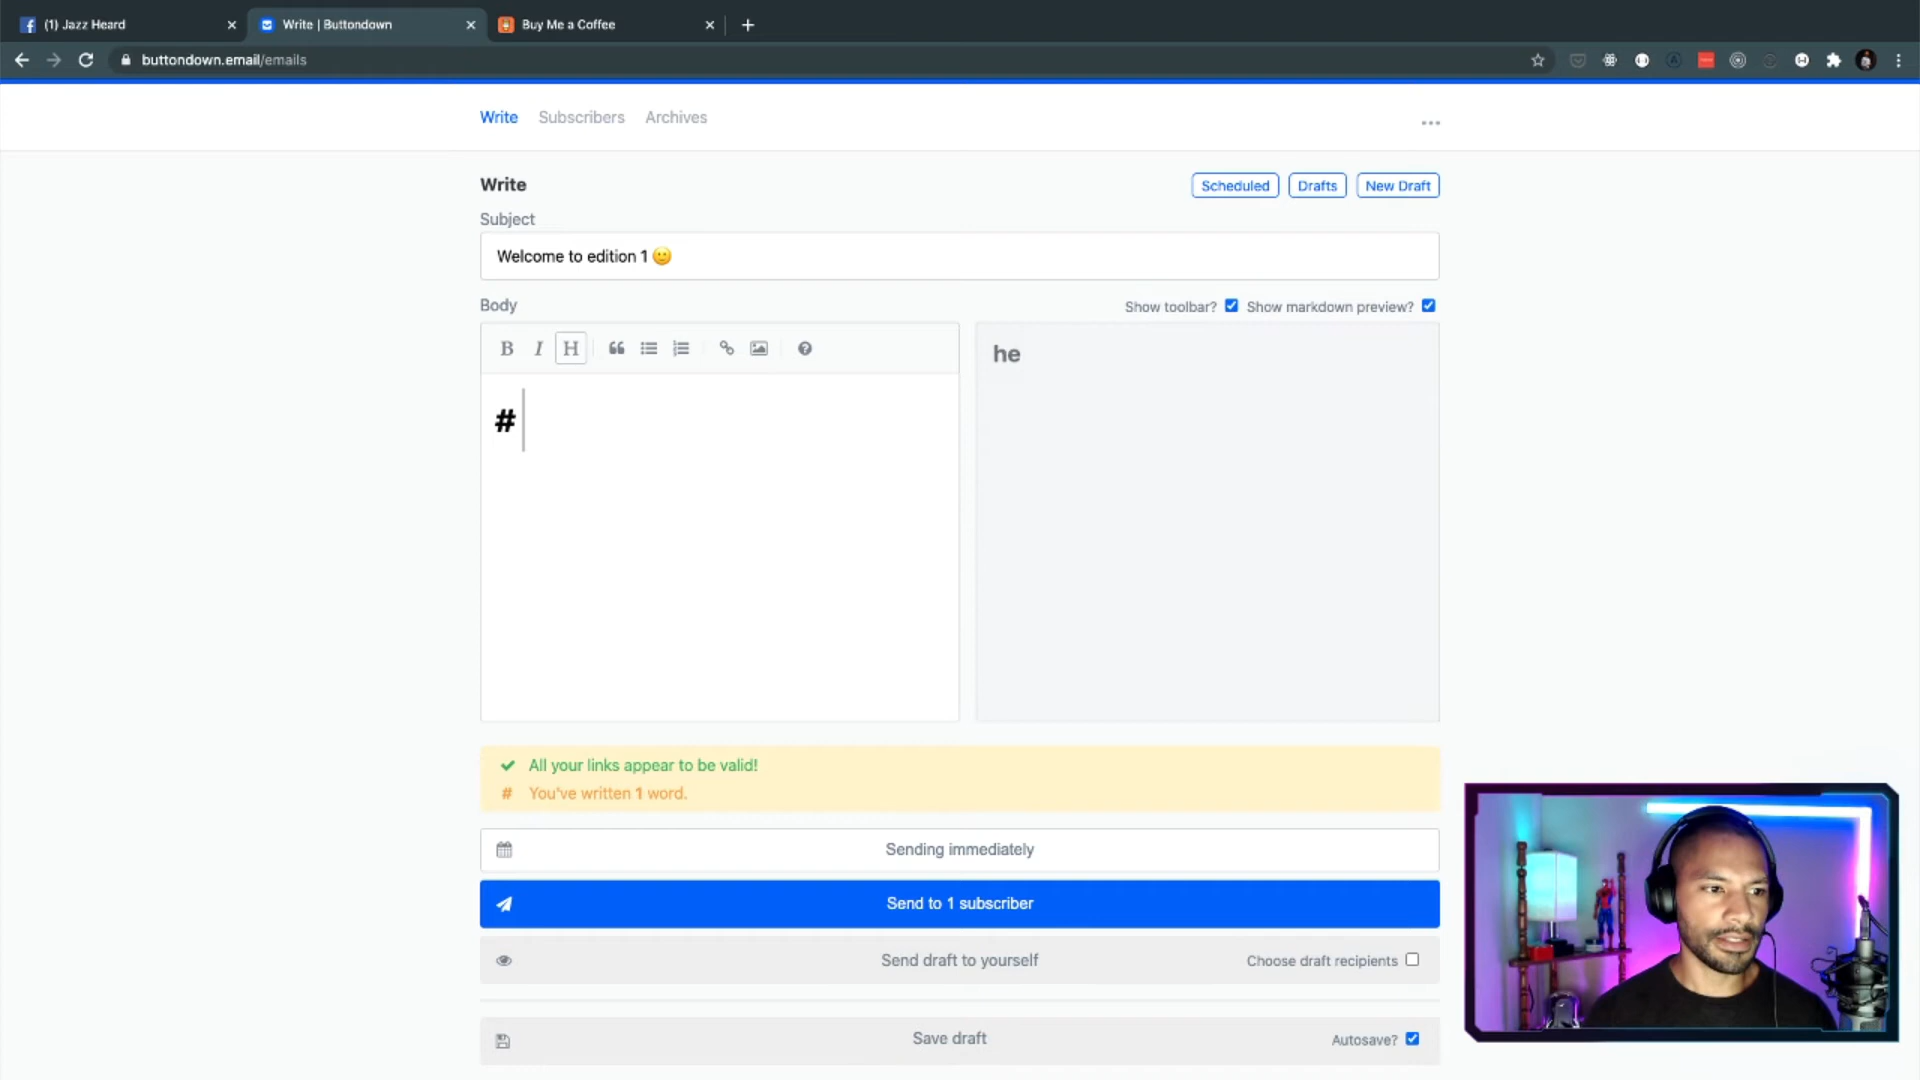 (1) Jazz Heard
Write | Buttondown
Buy Me a Coffee
buttondown.email/emails
Write Subscribers Archives
Write
Scheduled Drafts New Draft
Subject
Welcome to edition 1 🙂
Body
Show toolbar? Show markdown preview?
B I H
#
he
All your links appear to be valid!
# You've written 1 word.
Sending immediately
Send to 1 subscriber
Send draft to yourself
Choose draft recipients
Save draft
Autosave?